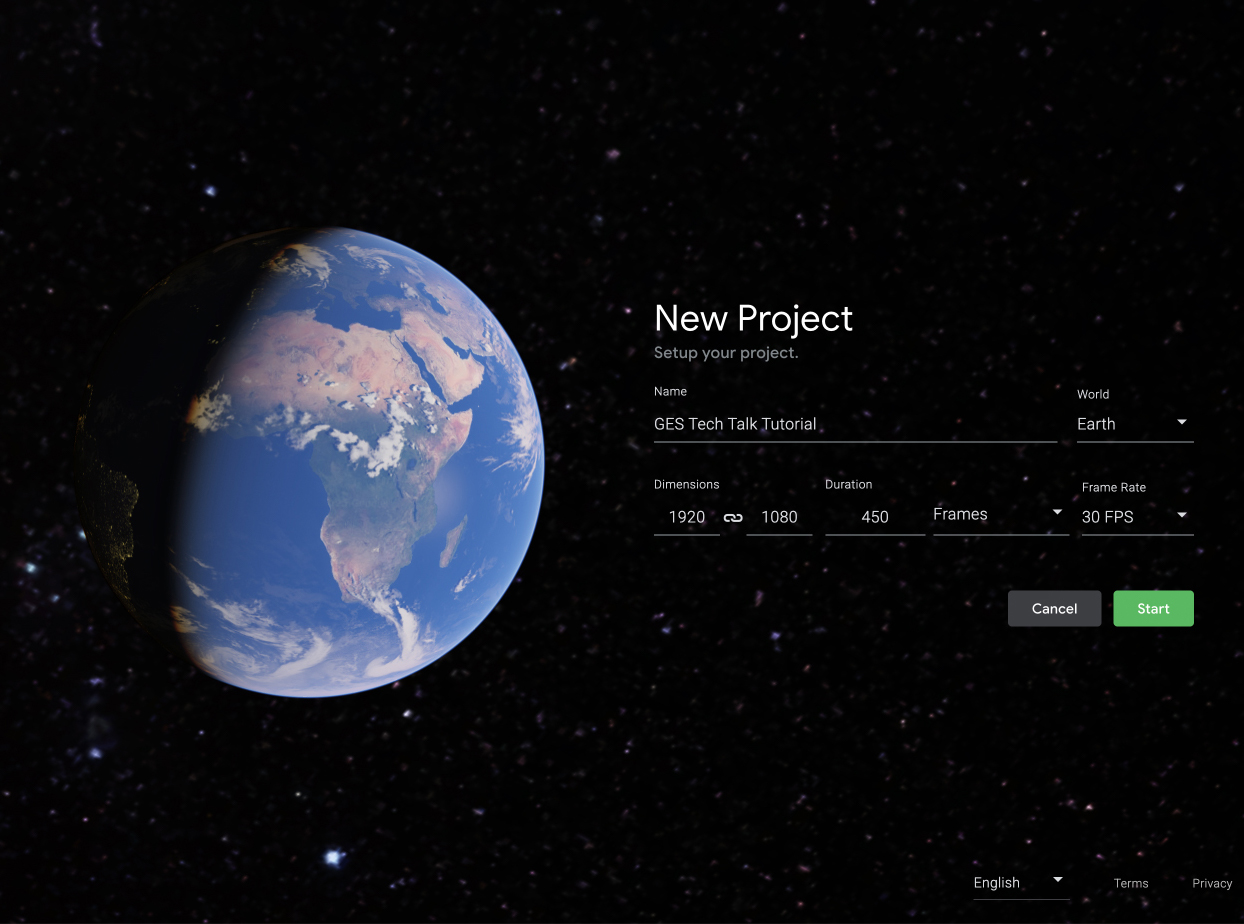 New Project
Setup your project.
Name
World
GES Tech Talk Tutorial
Earth
Dimensions
Duration
Frame Rate
1920
1080
450
Frames
30 FPS
Cancel
Start
English
Terms
Privacy